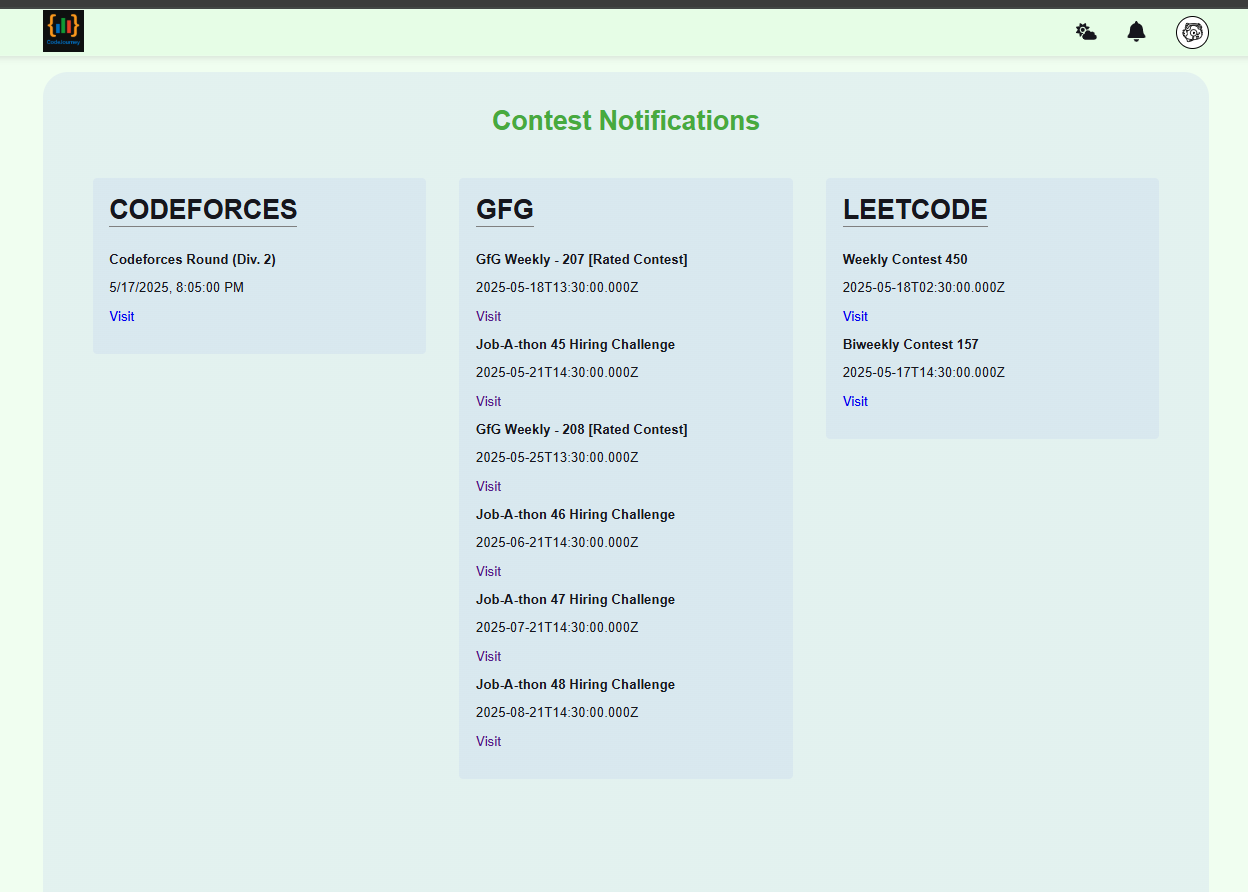 CodeJourney
Contest Notifications
CODEFORCES
Codeforces Round (Div. 2)
5/17/2025, 8:05:00 PM
Visit
GFG
GfG Weekly - 207 [Rated Contest]
2025-05-18T13:30:00.000Z
Visit
Job-A-thon 45 Hiring Challenge
2025-05-21T14:30:00.000Z
Visit
GfG Weekly - 208 [Rated Contest]
2025-05-25T13:30:00.000Z
Visit
Job-A-thon 46 Hiring Challenge
2025-06-21T14:30:00.000Z
Visit
Job-A-thon 47 Hiring Challenge
2025-07-21T14:30:00.000Z
Visit
Job-A-thon 48 Hiring Challenge
2025-08-21T14:30:00.000Z
Visit
LEETCODE
Weekly Contest 450
2025-05-18T02:30:00.000Z
Visit
Biweekly Contest 157
2025-05-17T14:30:00.000Z
Visit